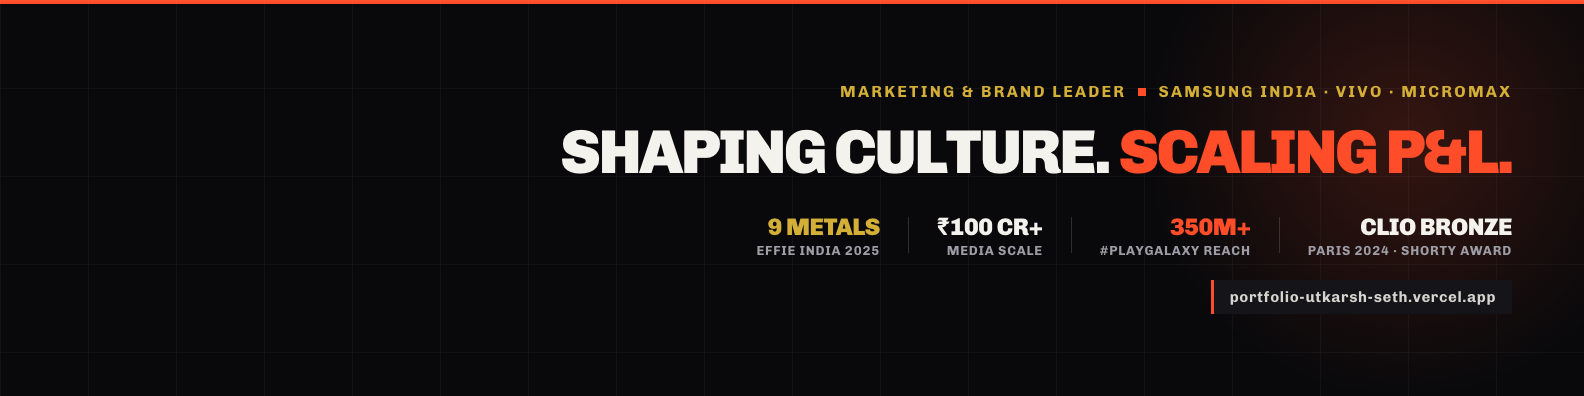 MARKETING & BRAND LEADER ▪ SAMSUNG INDIA · VIVO · MICROMAX
SHAPING CULTURE. SCALING P&L.
9 METALS
EFFIE INDIA 2025
₹100 CR+
MEDIA SCALE
350M+
#PLAYGALAXY REACH
CLIO BRONZE
PARIS 2024 · SHORTY AWARD
portfolio-utkarsh-seth.vercel.app